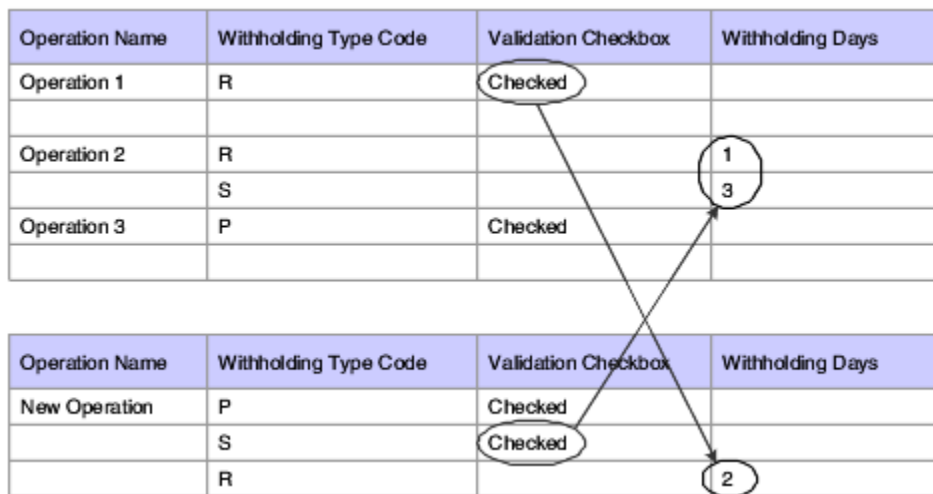 Operation Name Withholding Type Code Validation Checkbox Withholding Days
Operation 1 R Checked
Operation 2 R 1
S 3
Operation 3 P Checked
Operation Name Withholding Type Code Validation Checkbox Withholding Days
New Operation P Checked
S Checked
R 2